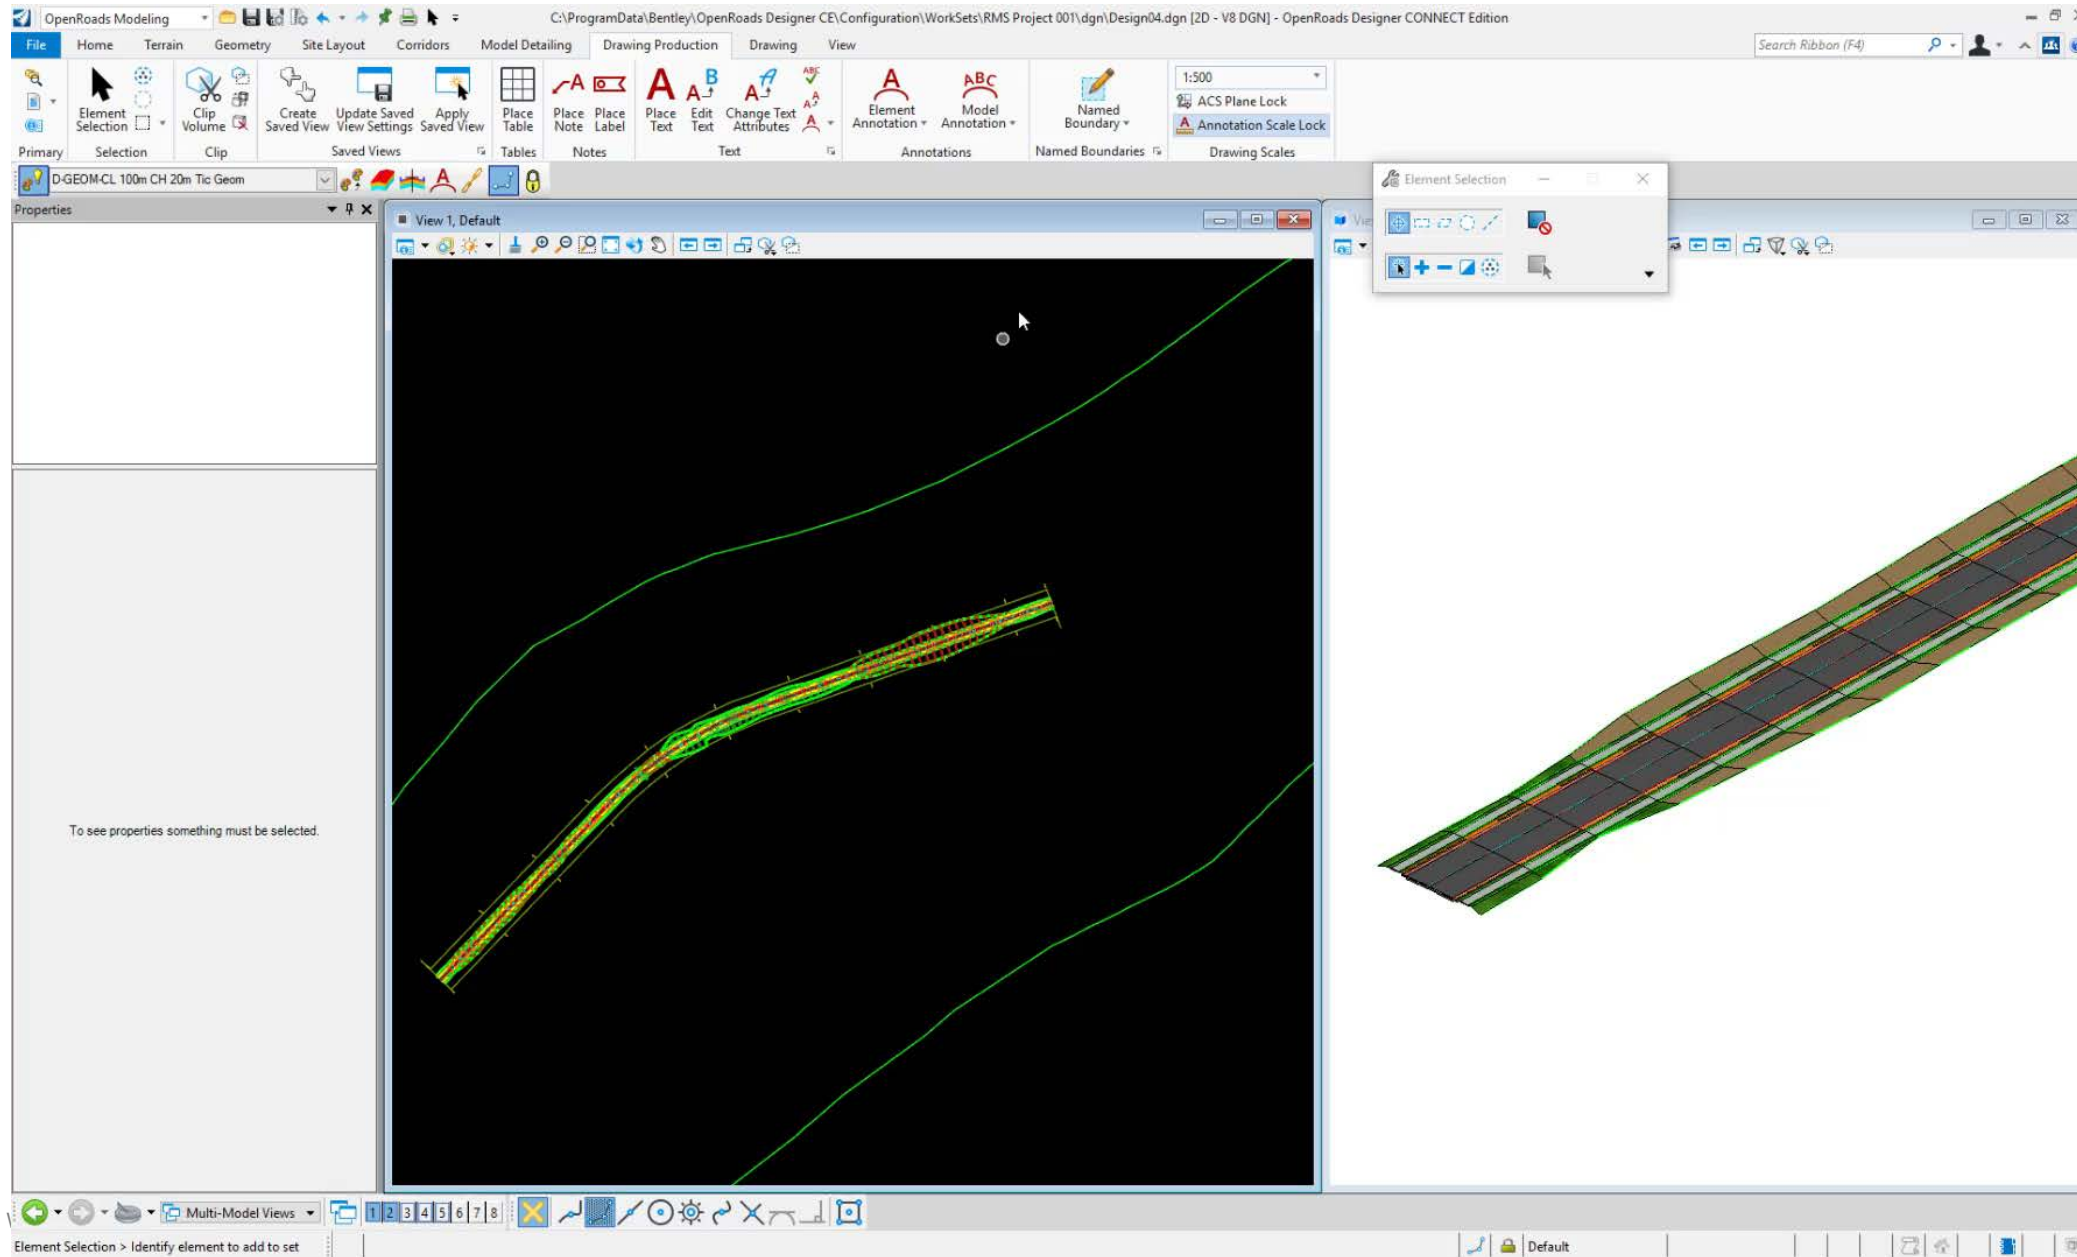 OpenRoads Modeling
C:\ProgramData\Bentley\OpenRoads Designer CE\Configuration\WorkSets\RMS Project 001\dgn\Design04.dgn [2D - V8 DGN] - OpenRoads Designer CONNECT Edition
File Home Terrain Geometry Site Layout Corridors Model Detailing Drawing Production Drawing View Search Ribbon (F4)
Element Selection
Clip Volume
Create Saved View
Update Saved View Settings
Apply Saved View
Place Table
Place Note
Place Label
Place Text
Edit Text
Change Text Attributes
Element Annotation
Model Annotation
Named Boundary
1:500
ACS Plane Lock
Annotation Scale Lock
Primary Selection Clip Saved Views Tables Notes Text Annotations Named Boundaries Drawing Scales
D-GEOM-CL 100m CH 20m Tic Geom
Element Selection
Properties
View 1, Default
To see properties something must be selected.
Multi-Model Views
1 2 3 4 5 6 7 8
Element Selection > Identify element to add to set
Default